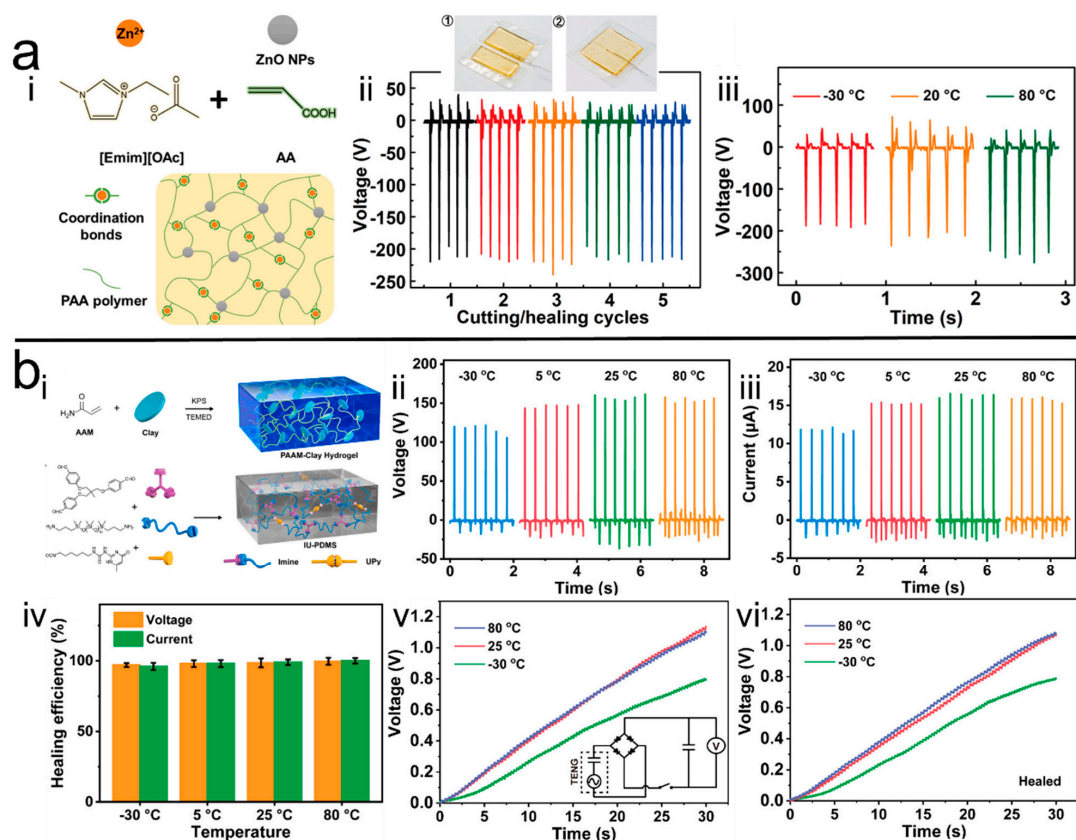 a
i
Zn2+
ZnO NPs
+
COOH
[Emim][OAc]
AA
Coordination
bonds
PAA polymer
ii
①
②
Voltage (V)
50
0
-50
-100
-150
-200
-250
1 2 3 4 5
Cutting/healing cycles
iii
-30 °C 20 °C 80 °C
Voltage (V)
100
0
-100
-200
-300
0 1 2 3
Time (s)
b
i
H2N
O
AAM
+
Clay
KPS
TEMED
PAAM-Clay Hydrogel
IU-PDMS
Imine
UPy
ii
-30 °C 5 °C 25 °C 80 °C
Voltage (V)
200
150
100
50
0
-50
0 2 4 6 8
Time (s)
iii
-30 °C 5 °C 25 °C 80 °C
Current (µA)
20
15
10
5
0
-5
0 2 4 6 8
Time (s)
iv
Voltage
Current
Healing efficiency (%)
150
100
50
0
-30 °C 5 °C 25 °C 80 °C
Temperature
V
80 °C
25 °C
-30 °C
Voltage (V)
1.2
1.0
0.8
0.6
0.4
0.2
0.0
TENG
V
0 5 10 15 20 25 30
Time (s)
vi
80 °C
25 °C
-30 °C
Voltage (V)
1.2
1.0
0.8
0.6
0.4
0.2
0.0
Healed
0 5 10 15 20 25 30
Time (s)